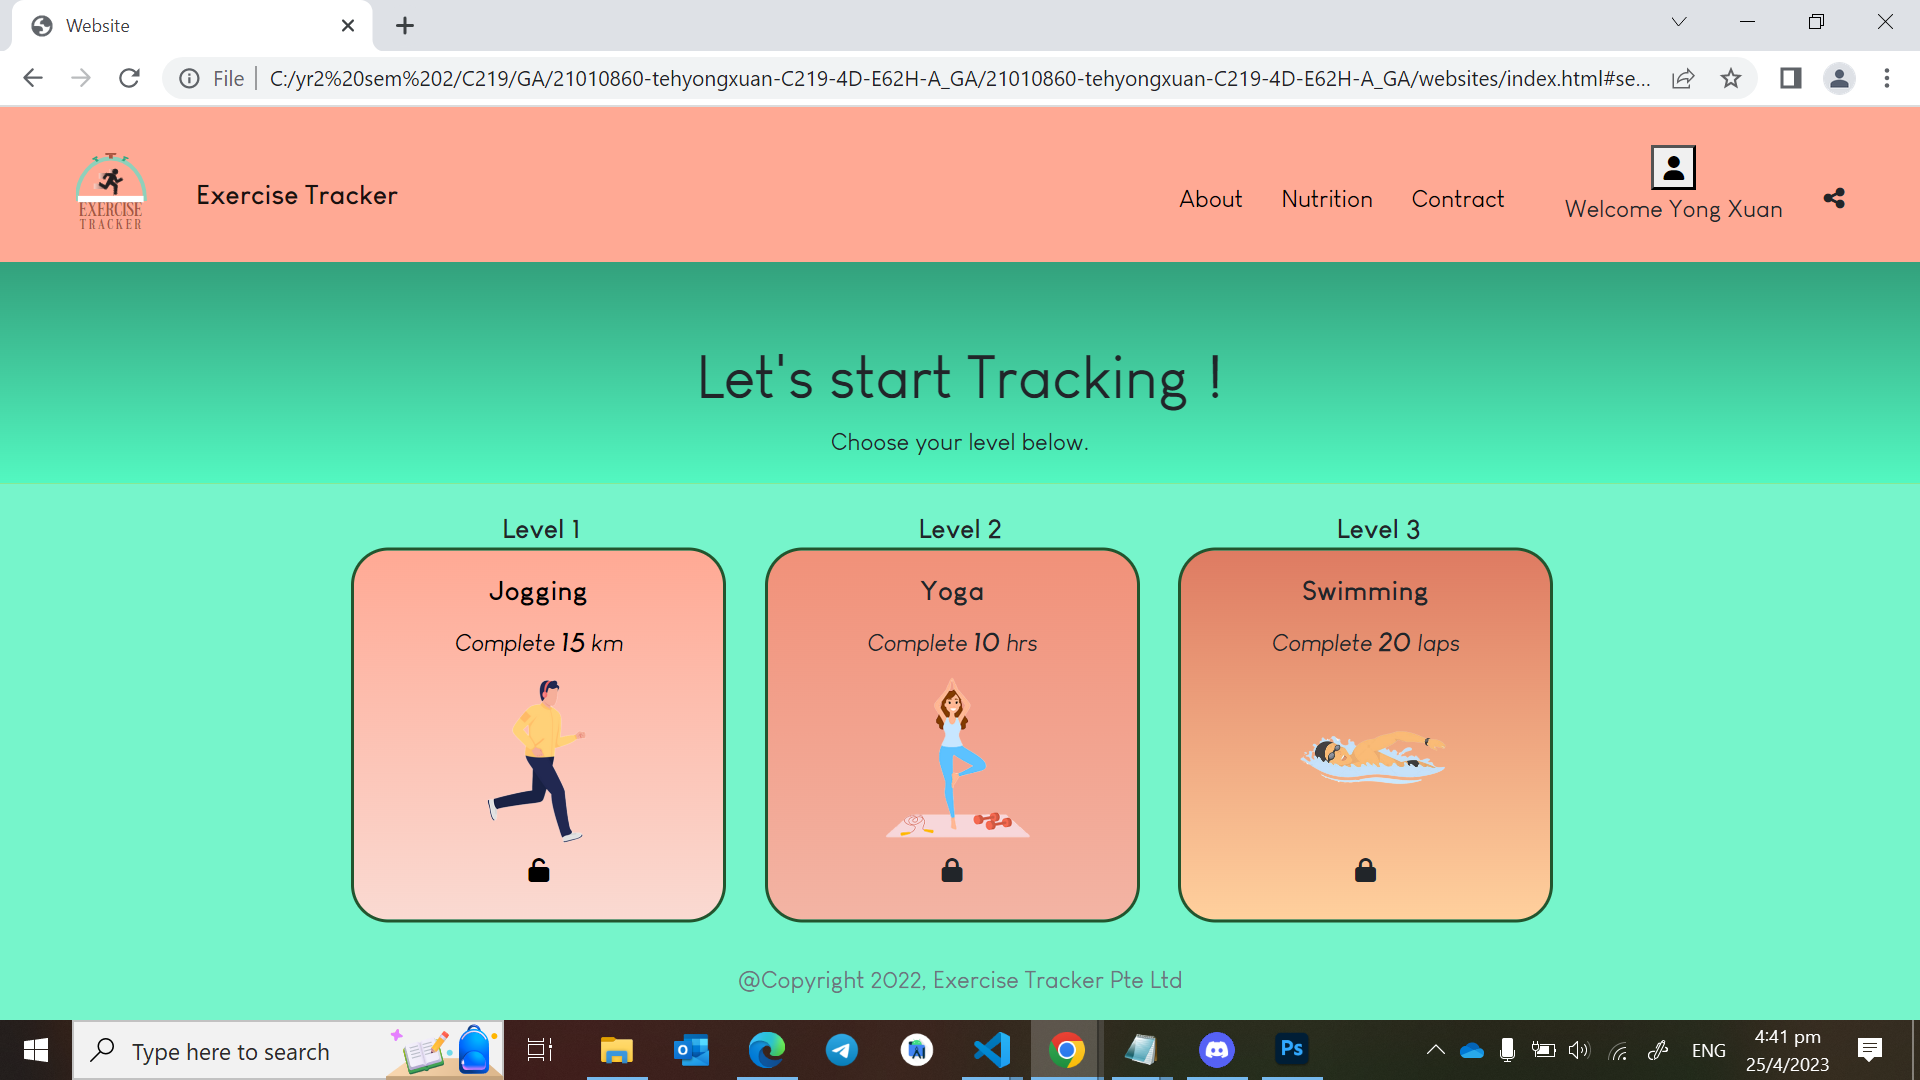 Website
File
C:/yr2%20sem%202/C219/GA/21010860-tehyongxuan-C219-4D-E62H-A_GA/21010860-tehyongxuan-C219-4D-E62H-A_GA/websites/index.html#se...
EXERCISE
TRACKER
Exercise Tracker
About
Nutrition
Contract
Welcome Yong Xuan
Let's start Tracking !
Choose your level below.
Level 1
Level 2
Level 3
Jogging
Yoga
Swimming
Complete 15 km
Complete 10 hrs
Complete 20 laps
@Copyright 2022, Exercise Tracker Pte Ltd
Type here to search
Ps
ENG
4:41 pm
25/4/2023